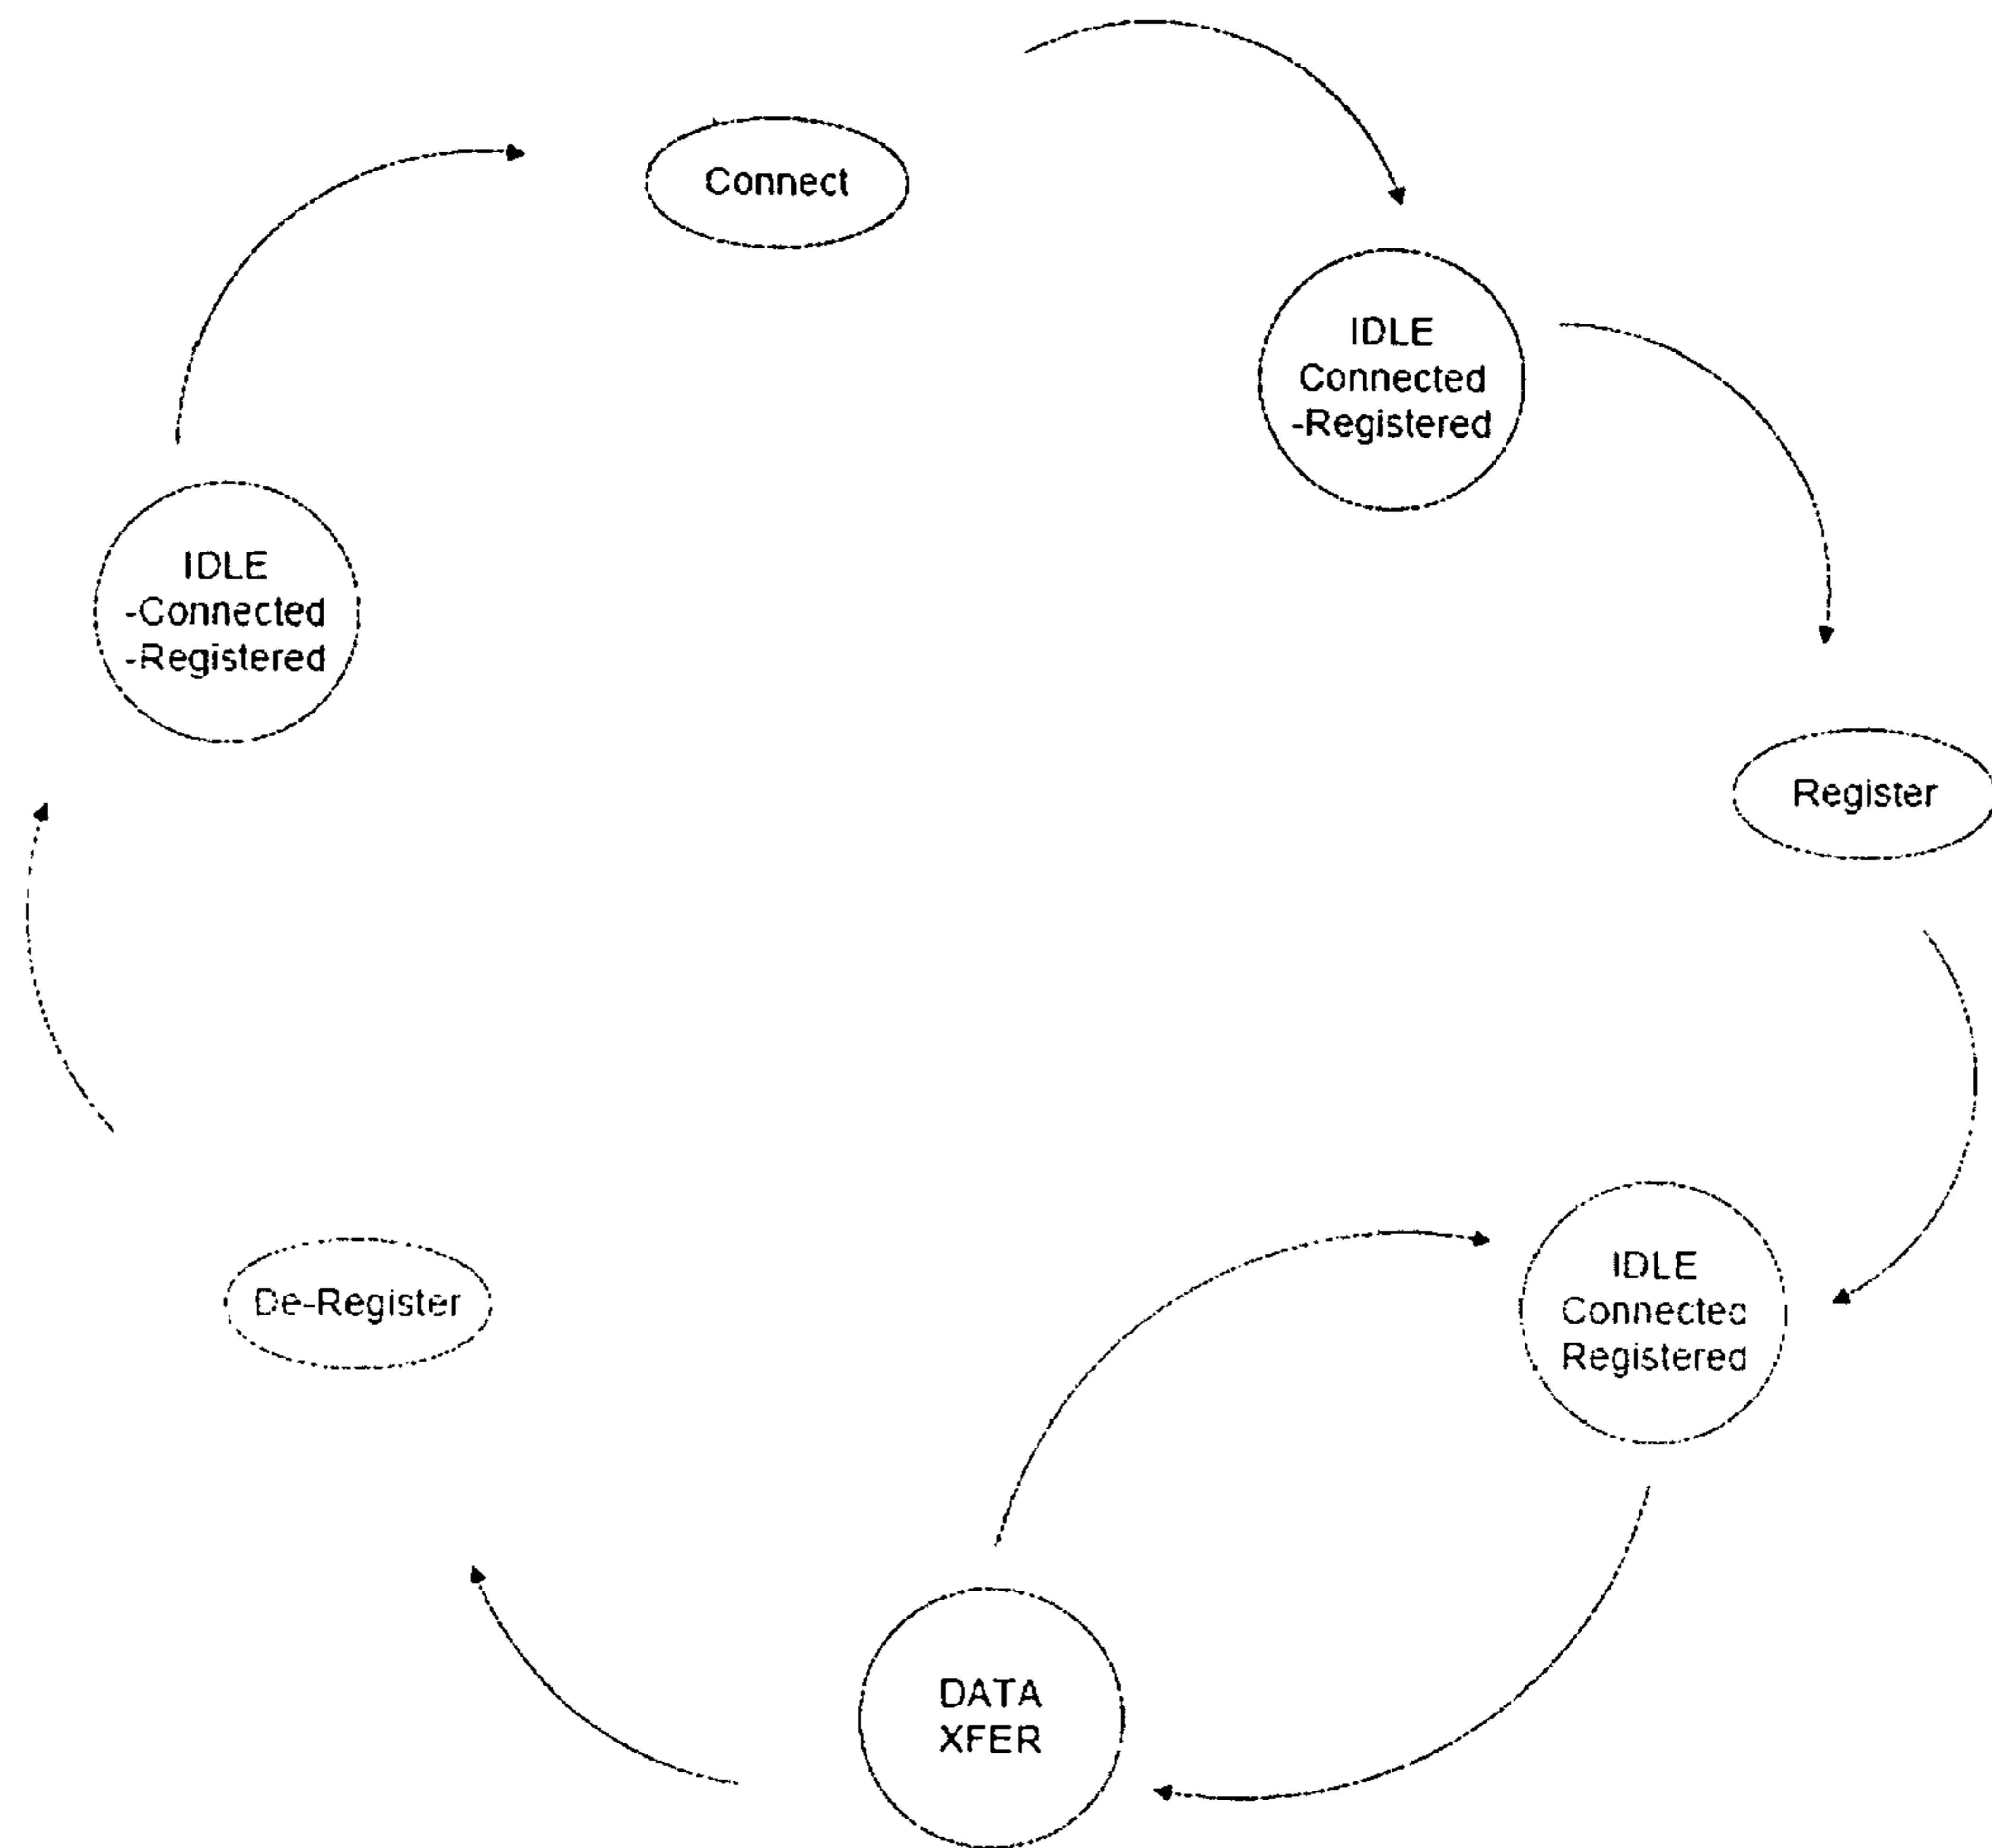 Connect
IDLE
Connected
-Registered
IDLE
-Connected
-Registered
Register
IDLE
Connected
Registered
De-Register
DATA
XFER